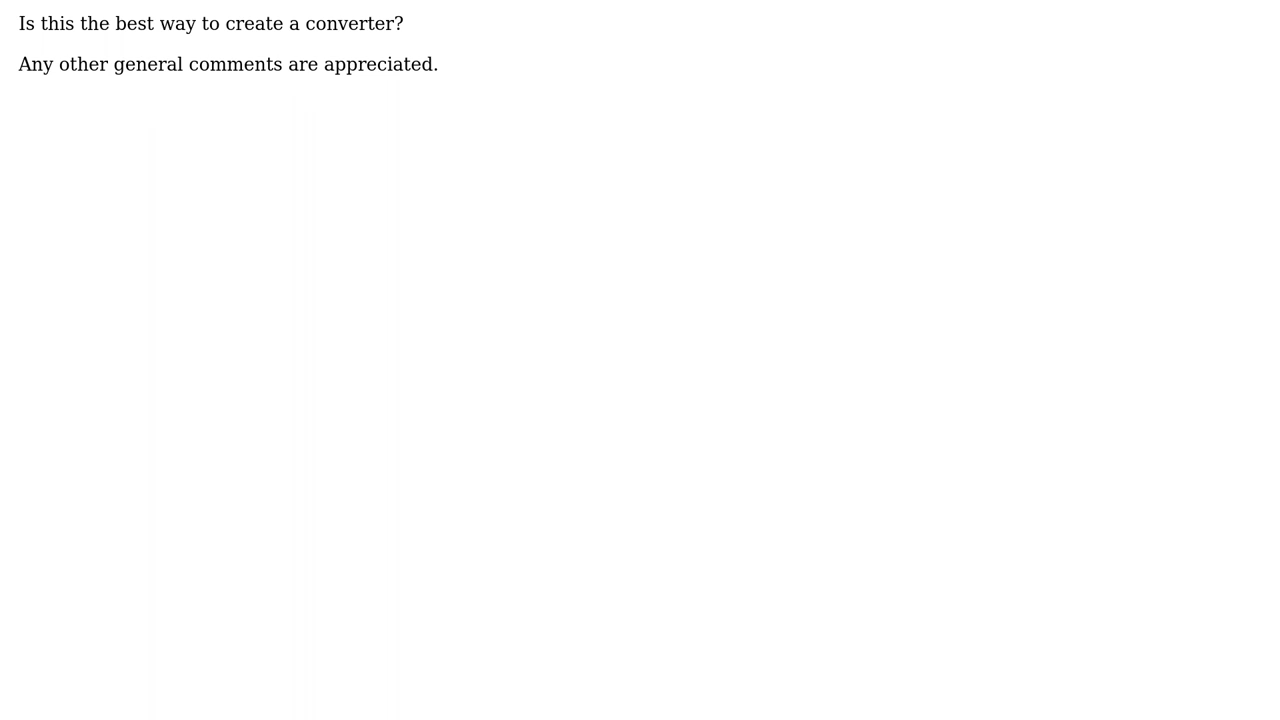 Is this the best way to create a converter?
Any other general comments are appreciated.